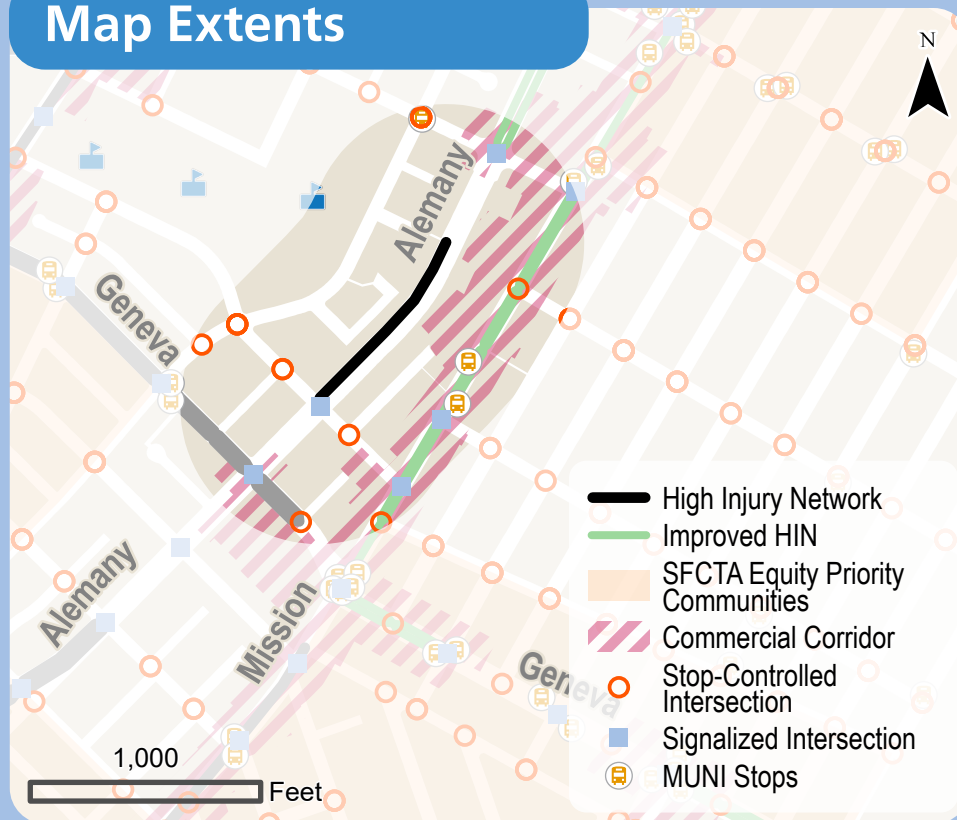 Map Extents
N
Alemany
Geneva
Alemany
Mission
Geneva
High Injury Network
Improved HIN
SFCTA Equity Priority
Communities
Commercial Corridor
Stop-Controlled
Intersection
Signalized Intersection
MUNI Stops
1,000
Feet